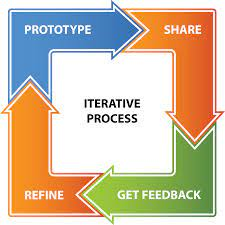 PROTOTYPE
SHARE
ITERATIVE
PROCESS
REFINE
GET FEEDBACK